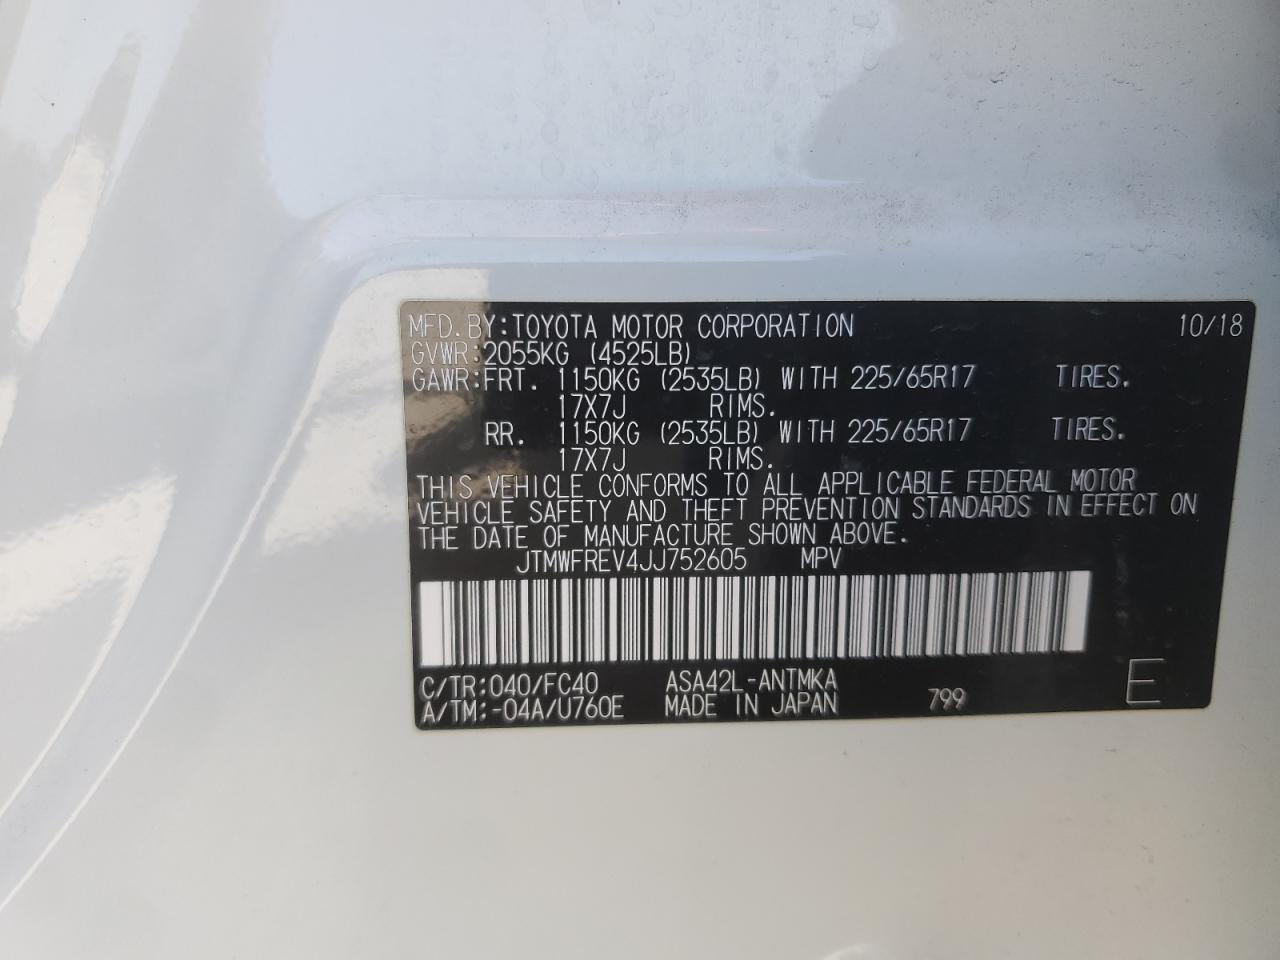 MFD. BY:TOYOTA MOTOR CORPORATION 10/18
GVWR:2055KG (4525LB)
GAWR:FRT. 1150KG (2535LB) WITH 225/65R17 TIRES.
17X7J RIMS.
RR. 1150KG (2535LB) WITH 225/65R17 TIRES.
17X7J RIMS.
THIS VEHICLE CONFORMS TO ALL APPLICABLE FEDERAL MOTOR
VEHICLE SAFETY AND THEFT PREVENTION STANDARDS IN EFFECT ON
THE DATE OF MANUFACTURE SHOWN ABOVE.
JTMWFREV4JJ752605 MPV
C/TR:040/FC40 ASA42L-ANTMKA
A/TM:-04A/U760E MADE IN JAPAN 799 E